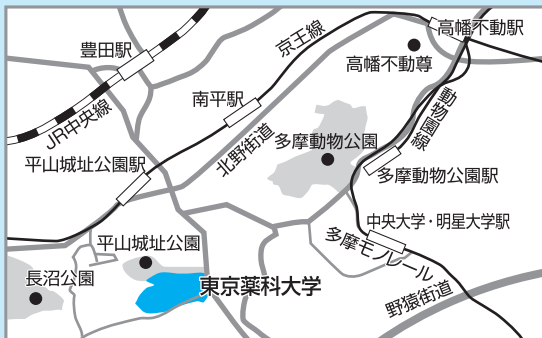 高幡不動駅
豊田駅
京王線
高幡不動尊
南平駅
動物園線
JR中央線
北野街道
多摩動物公園
平山城址公園駅
多摩動物公園駅
中央大学・明星大学駅
平山城址公園
多摩モノレール
長沼公園
東京薬科大学
野猿街道